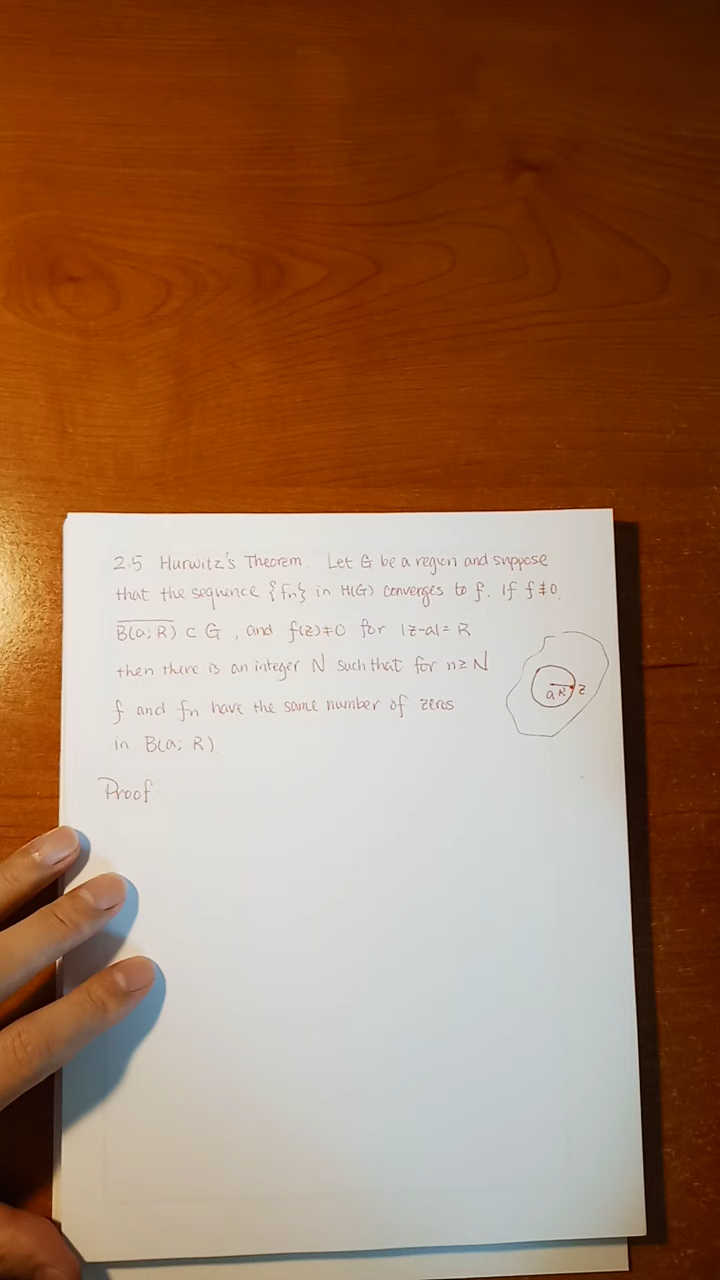 2.5 Hurwitz's Theorem. Let G be a region and suppose
that the sequence {fn} in H(G) converges to f. If f≢0,
B(a; R) ⊂ G, and f(z)≠0 for |z-a|= R
then there is an integer N such that for n≥N
f and fn have the same number of zeros
in B(a; R)
a R z
Proof: